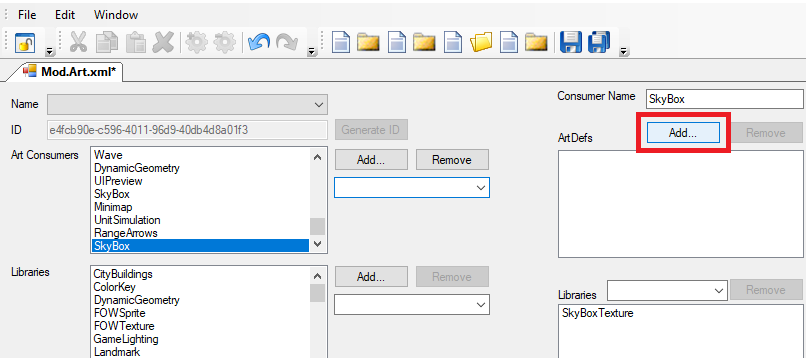 File Edit Window
Mod.Art.xml*
Name
ID e4fcb90e-c596-4011-96d9-40db4d8a01f3 Generate ID
Art Consumers
Wave
DynamicGeometry
UIPreview
SkyBox
Minimap
UnitSimulation
RangeArrows
SkyBox
Add... Remove
Libraries
CityBuildings
ColorKey
DynamicGeometry
FOWSprite
FOWTexture
GameLighting
Landmark
Add... Remove
Consumer Name SkyBox
ArtDefs Add... Remove
Libraries Remove
SkyBoxTexture